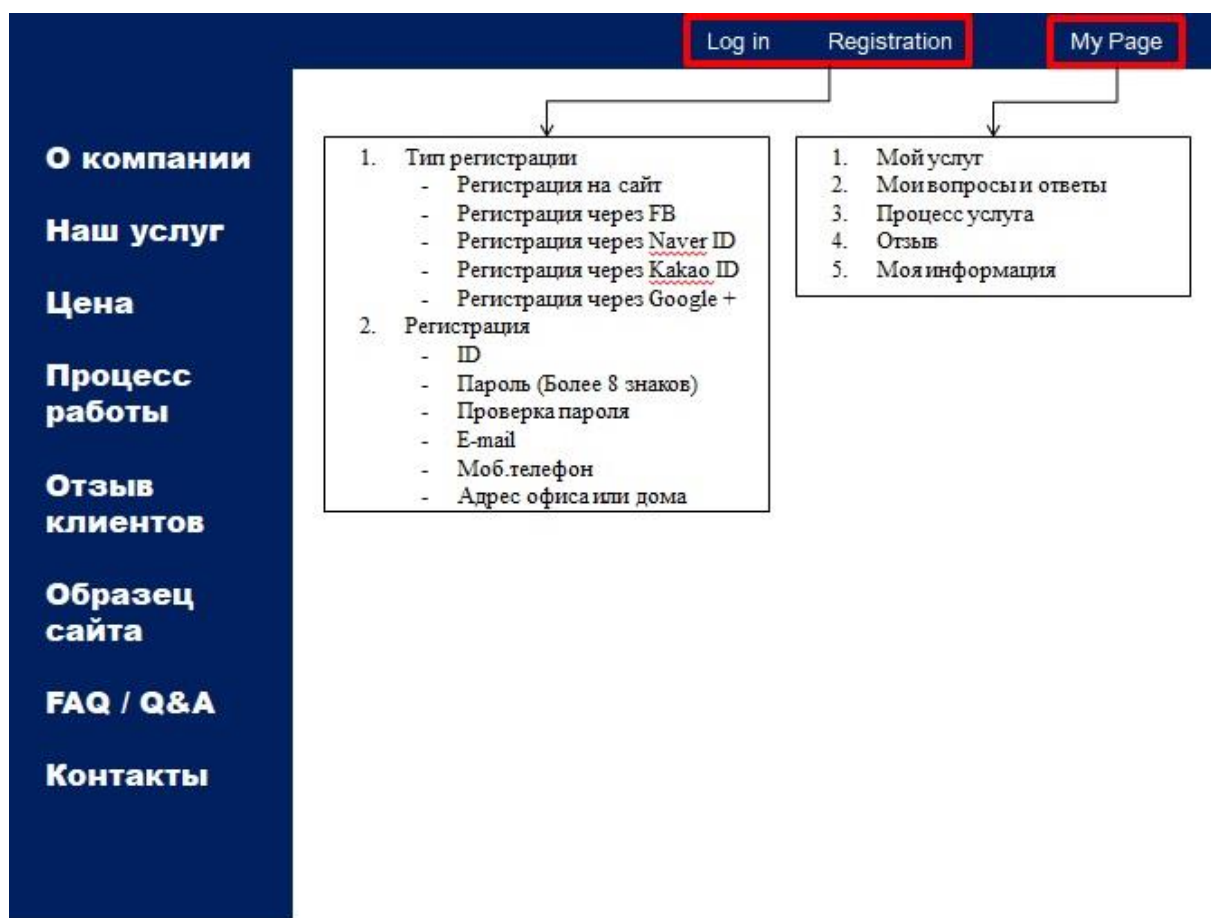 Log in Registration My Page
О компании
Наш услуг
Цена
Процесс
работы
Отзыв
клиентов
Образец
сайта
FAQ / Q&A
Контакты
1. Тип регистрации
- Регистрация на сайт
- Регистрация через FB
- Регистрация через Naver ID
- Регистрация через Kakao ID
- Регистрация через Google +
2. Регистрация
- ID
- Пароль (Более 8 знаков)
- Проверка пароля
- E-mail
- Моб.телефон
- Адрес офиса или дома
1. Мой услуг
2. Мои вопросы и ответы
3. Процесс услуга
4. Отзыв
5. Моя информация